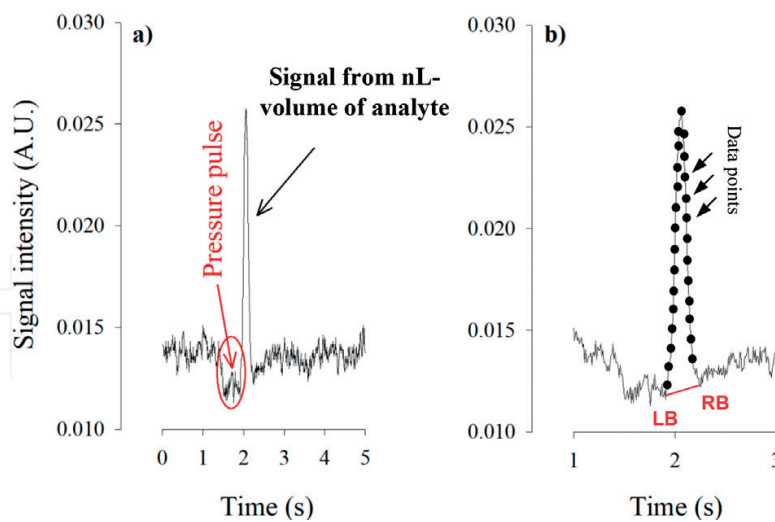 Signal intensity (A.U.)
0.030
0.025
0.020
0.015
0.010
a)
Signal from nL-
volume of analyte
Pressure pulse
0 1 2 3 4 5
Time (s)
0.030
0.025
0.020
0.015
0.010
b)
Data points
LB
RB
1 2 3
Time (s)